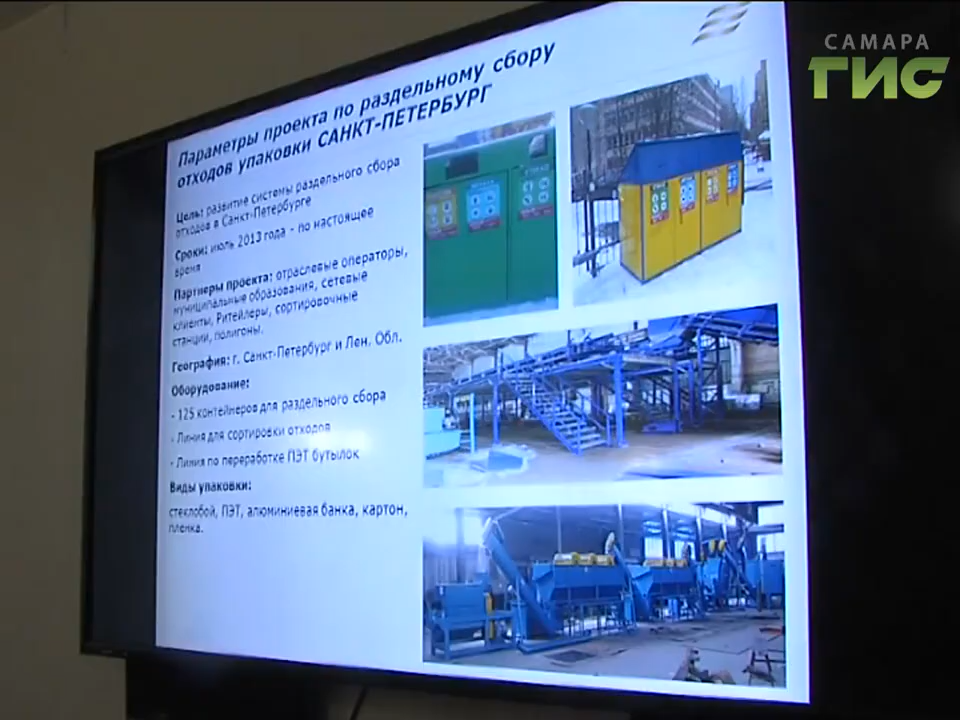 САМАРА
ГИС
Параметры проекта по раздельному сбору
отходов упаковки САНКТ-ПЕТЕРБУРГ
Цель: развитие системы раздельного сбора
отходов в Санкт-Петербурге
Сроки: июль 2013 года - по настоящее
время
Партнеры проекта: отраслевые операторы,
муниципальные образования, сетевые
клиенты, Ритейлеры, сортировочные
станции, полигоны.
География: г. Санкт-Петербург и Лен. Обл.
Оборудование:
- 125 контейнеров для раздельного сбора
- Линия для сортировки отходов
- Линия по переработке ПЭТ бутылок
Виды упаковки:
стеклобой, ПЭТ, алюминиевая банка, картон,
пленка.